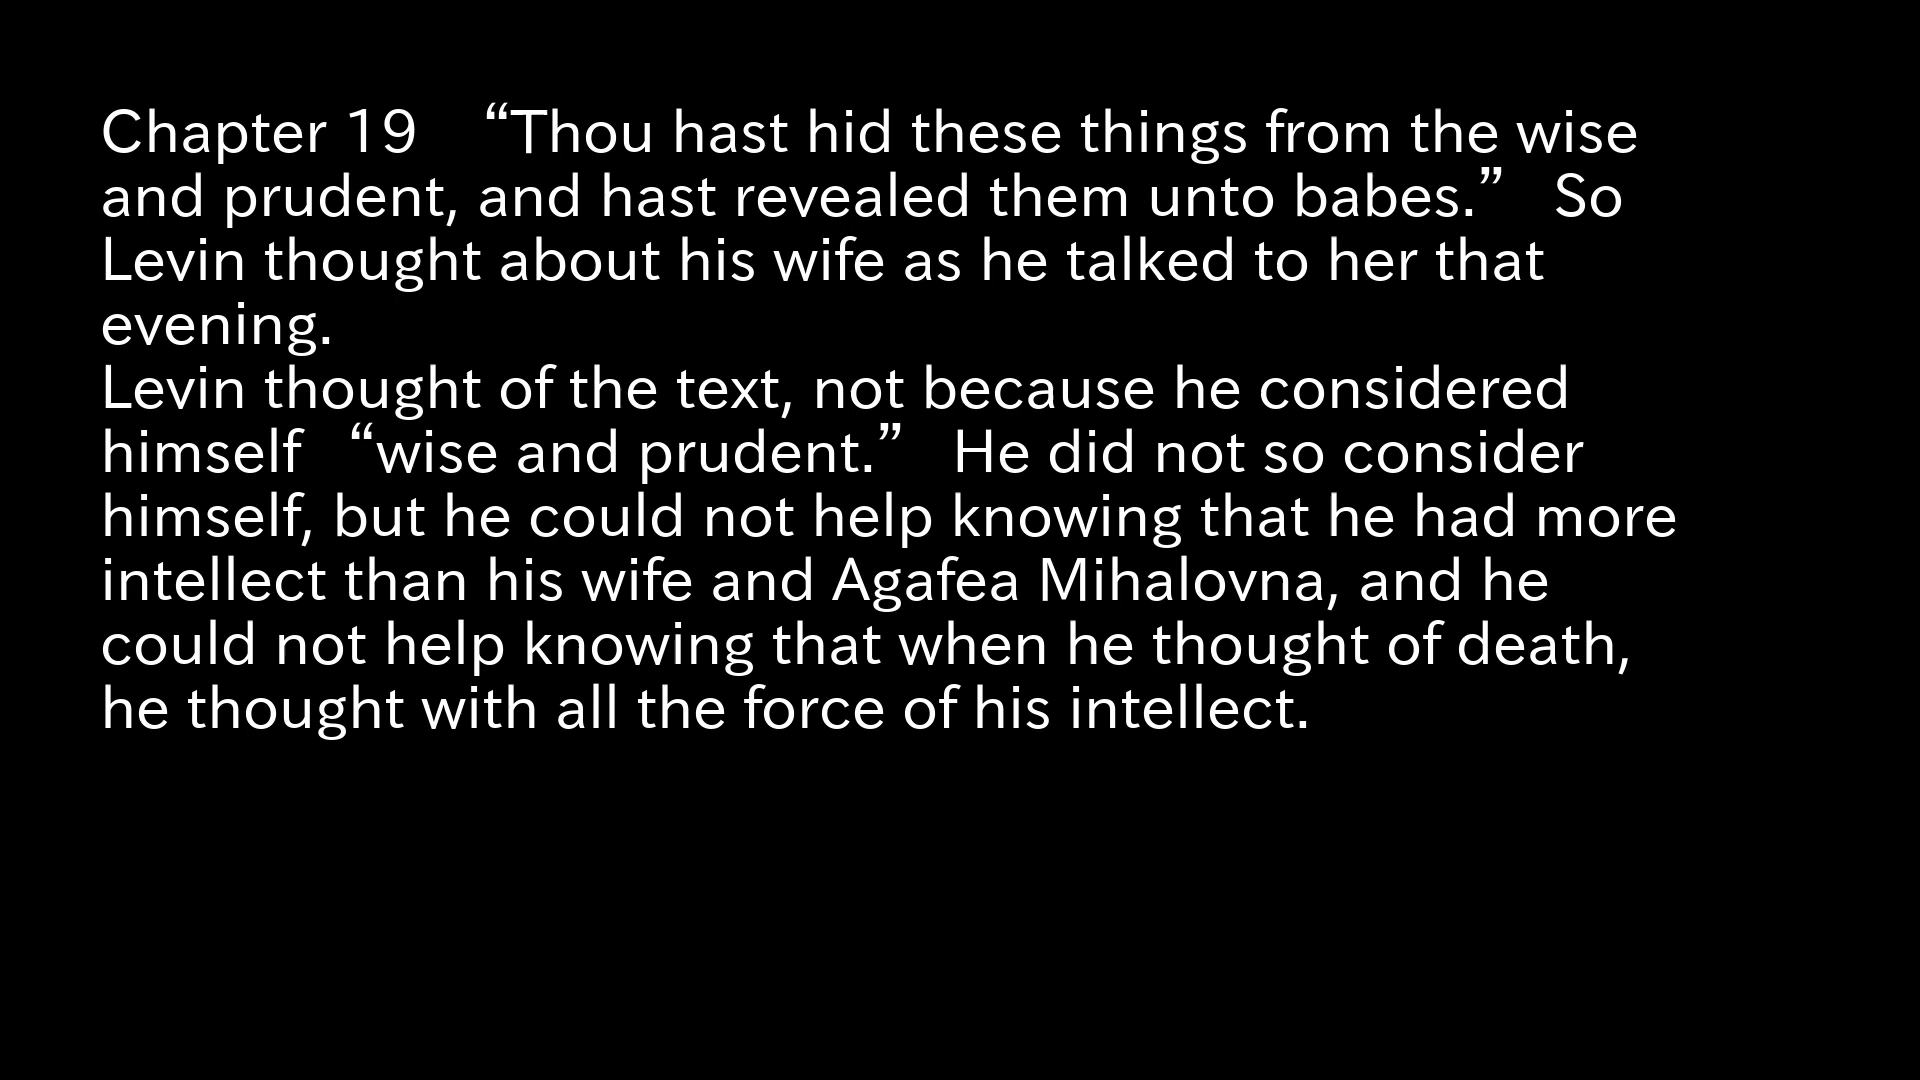 Chapter 19 “Thou hast hid these things from the wise
and prudent, and hast revealed them unto babes.” So
Levin thought about his wife as he talked to her that
evening.
Levin thought of the text, not because he considered
himself “wise and prudent.” He did not so consider
himself, but he could not help knowing that he had more
intellect than his wife and Agafea Mihalovna, and he
could not help knowing that when he thought of death,
he thought with all the force of his intellect.